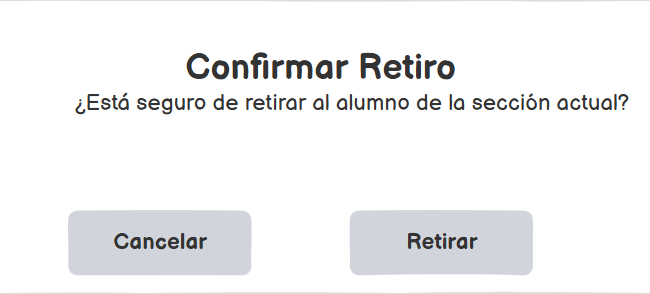 Confirmar Retiro
¿Está seguro de retirar al alumno de la sección actual?
Cancelar
Retirar